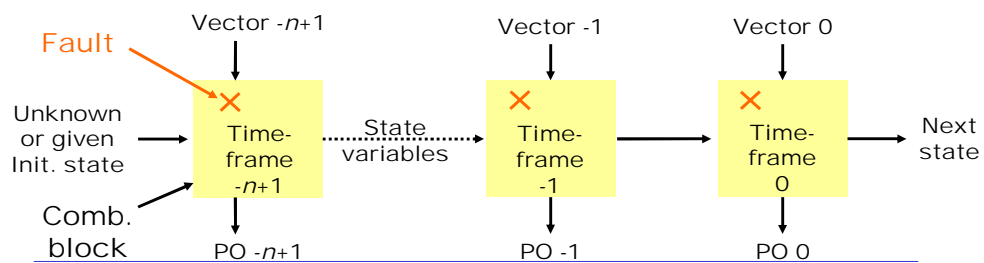 Vector -n+1
Vector -1
Vector 0
Fault
Unknown
or given
Init. state
Time-
frame
-n+1
State
variables
Time-
frame
-1
Time-
frame
0
Next
state
Comb.
block
PO -n+1
PO -1
PO 0